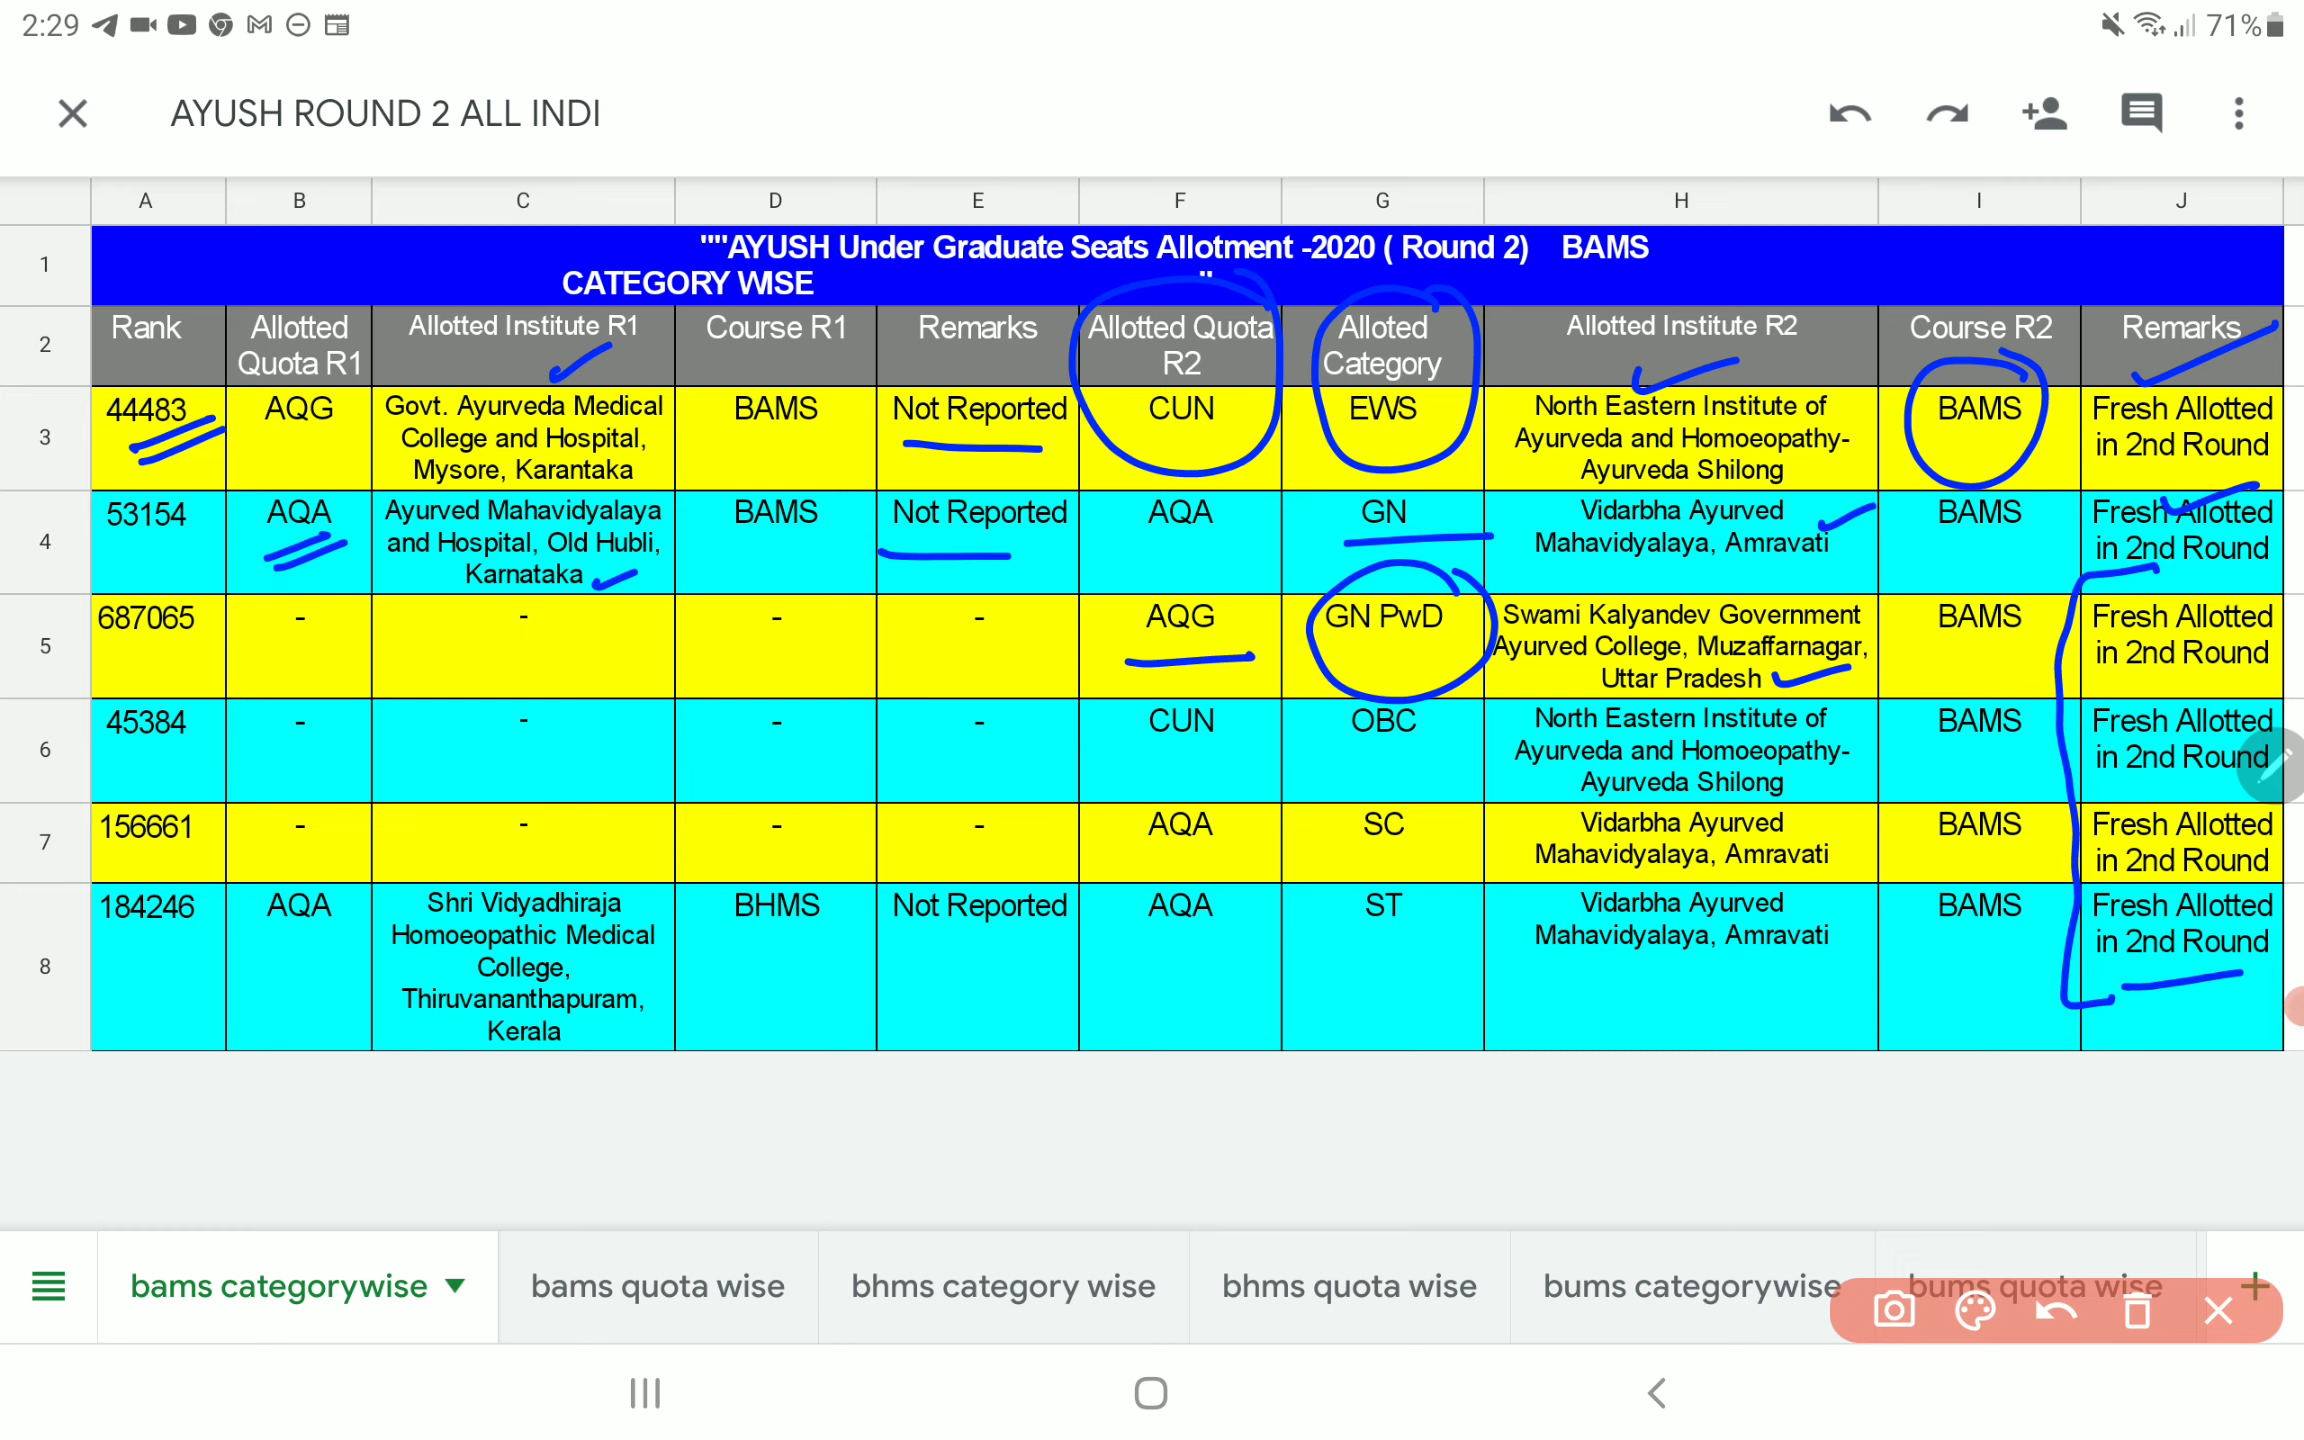 2:29
71%
AYUSH ROUND 2 ALL INDI
A B C D E F G H I J
1 ""AYUSH Under Graduate Seats Allotment -2020 ( Round 2) BAMS
CATEGORY WISE "
2 Rank Allotted Quota R1 Allotted Institute R1 Course R1 Remarks Allotted Quota R2 Alloted Category Allotted Institute R2 Course R2 Remarks
3 44483 AQG Govt. Ayurveda Medical College and Hospital, Mysore, Karantaka BAMS Not Reported CUN EWS North Eastern Institute of Ayurveda and Homoeopathy-Ayurveda Shilong BAMS Fresh Allotted in 2nd Round
4 53154 AQA Ayurved Mahavidyalaya and Hospital, Old Hubli, Karnataka BAMS Not Reported AQA GN Vidarbha Ayurved Mahavidyalaya, Amravati BAMS Fresh Allotted in 2nd Round
5 687065 - - - - AQG GN PwD Swami Kalyandev Government Ayurved College, Muzaffarnagar, Uttar Pradesh BAMS Fresh Allotted in 2nd Round
6 45384 - - - - CUN OBC North Eastern Institute of Ayurveda and Homoeopathy-Ayurveda Shilong BAMS Fresh Allotted in 2nd Round
7 156661 - - - - AQA SC Vidarbha Ayurved Mahavidyalaya, Amravati BAMS Fresh Allotted in 2nd Round
8 184246 AQA Shri Vidyadhiraja Homoeopathic Medical College, Thiruvananthapuram, Kerala BHMS Not Reported AQA ST Vidarbha Ayurved Mahavidyalaya, Amravati BAMS Fresh Allotted in 2nd Round
bams categorywise bams quota wise bhms category wise bhms quota wise bums categorywise bums quota wise